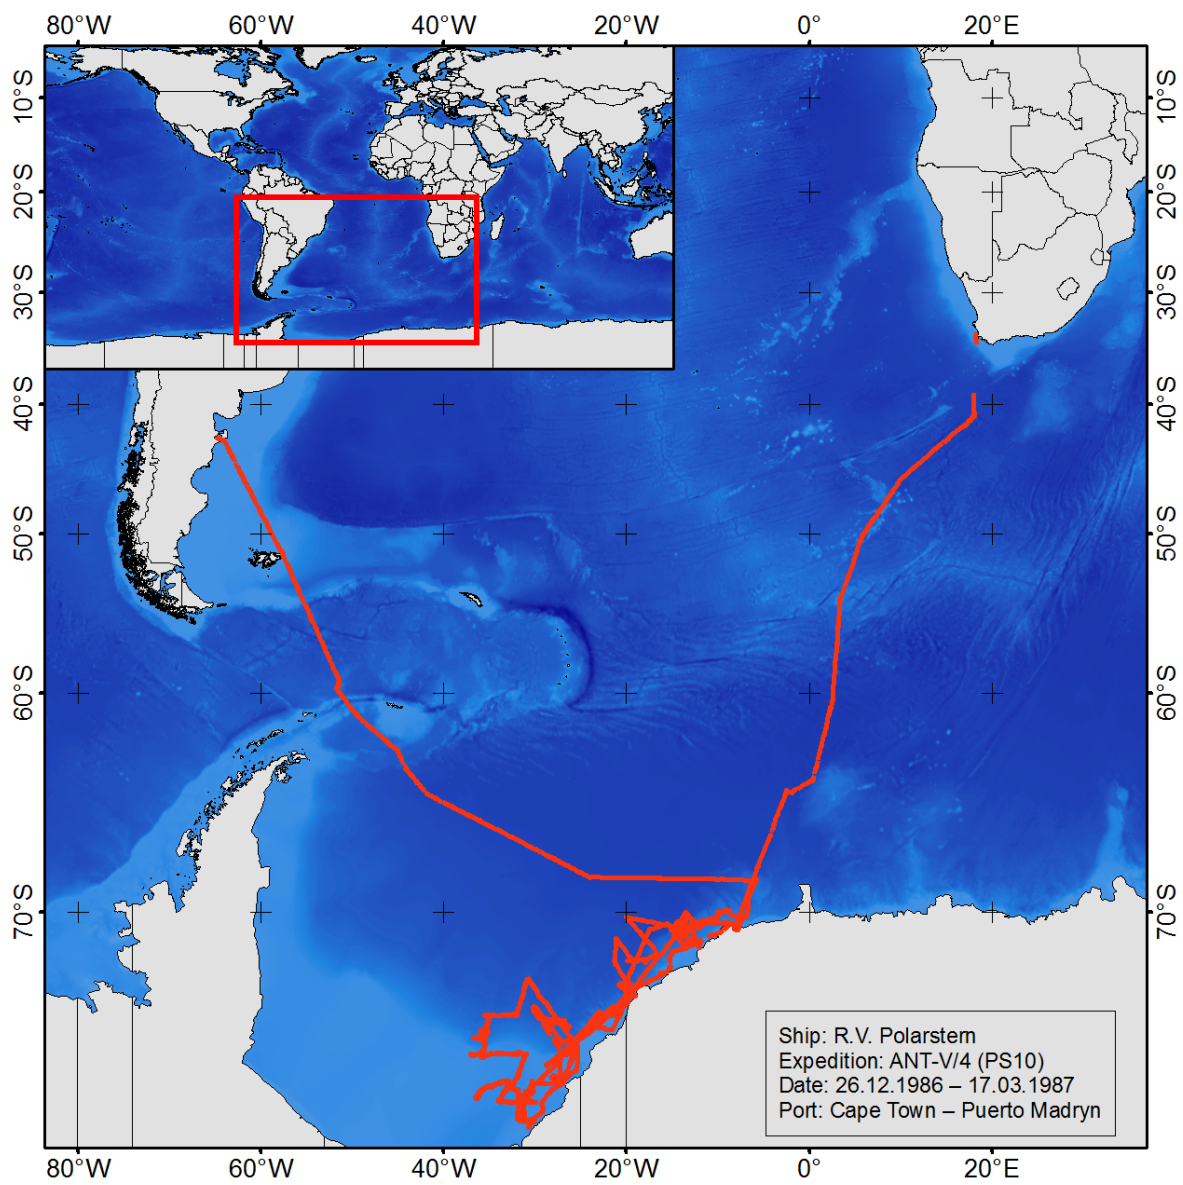 80°W 60°W 40°W 20°W 0° 20°E
10°S 10°S
20°S 20°S
30°S 30°S
40°S 40°S
50°S 50°S
60°S 60°S
70°S 70°S
Ship: R.V. Polarstern
Expedition: ANT-V/4 (PS10)
Date: 26.12.1986 – 17.03.1987
Port: Cape Town – Puerto Madryn
80°W 60°W 40°W 20°W 0° 20°E